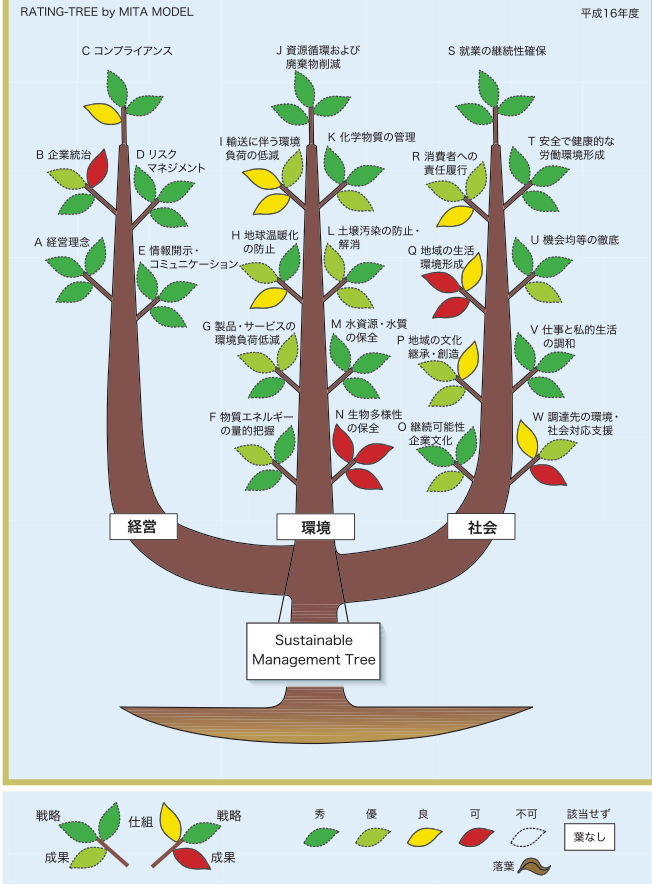 RATING-TREE by MITA MODEL
平成16年度
C コンプライアンス
J 資源循環および
廃棄物削減
S 就業の継続性確保
B 企業統治
D リスク
マネジメント
I 輸送に伴う環境
負荷の低減
K 化学物質の管理
R 消費者への
責任履行
T 安全で健康的な
労働環境形成
A 経営理念
E 情報開示・
コミュニケーション
H 地球温暖化
の防止
L 土壌汚染の防止・
解消
Q 地域の生活
環境形成
U 機会均等の徹底
G 製品・サービスの
環境負荷低減
M 水資源・水質
の保全
P 地域の文化
継承・創造
V 仕事と私的生活
の調和
F 物質エネルギー
の量的把握
N 生物多様性
の保全
O 継続可能性
企業文化
W 調達先の環境・
社会対応支援
経営
環境
社会
Sustainable
Management Tree
戦略
仕組
戦略
成果
成果
秀
優
良
可
不可
該当せず
葉なし
落葉